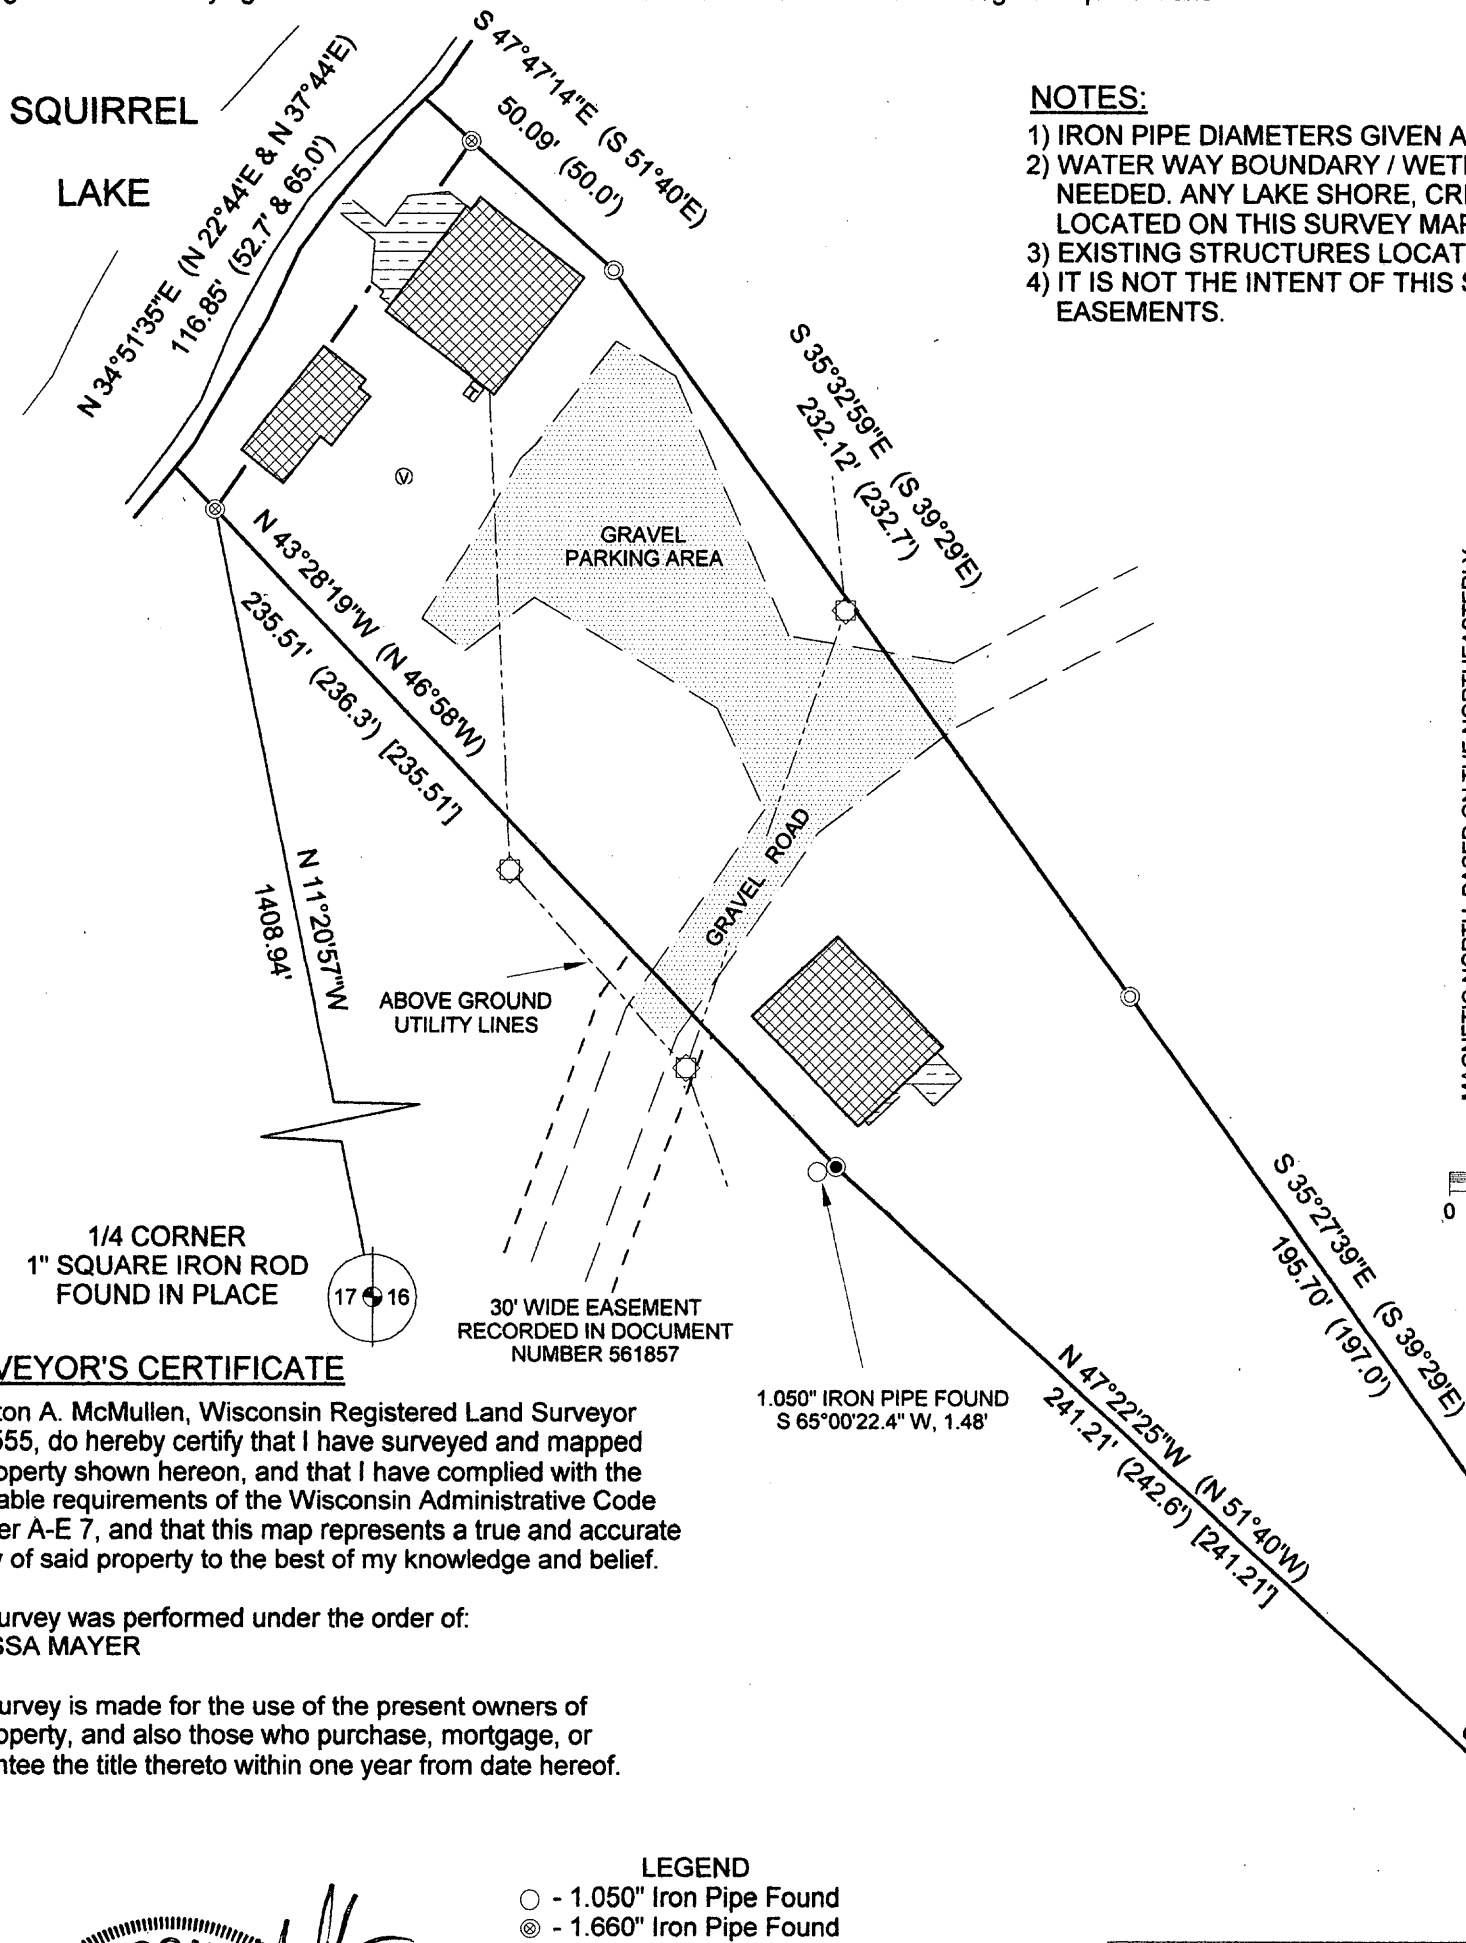 SQUIRREL
LAKE
N 34°51'35"E (N 22°44'E & N 37°44'E)
116.85' (52.7' & 65.0')
S 47°47'14"E (S 51°40'E)
50.09' (50.0')
NOTES:
1) IRON PIPE DIAMETERS GIVEN A
2) WATER WAY BOUNDARY / WETL
NEEDED. ANY LAKE SHORE, CRE
LOCATED ON THIS SURVEY MAP
3) EXISTING STRUCTURES LOCAT
4) IT IS NOT THE INTENT OF THIS S
EASEMENTS.
S 35°32'59"E (S 39°29'E)
232.12' (232.7')
T
V
GRAVEL
PARKING AREA
N 43°28'19"W (N 46°58'W)
235.51' (236.3') [235.51']
GRAVEL ROAD
N 11°20'57"W
1408.94'
ABOVE GROUND
UTILITY LINES
MAGNETIC NORTH, BASED ON THE NORTHEASTERLY
0
S 35°27'39"E (S 39°29'E)
195.70' (197.0')
1/4 CORNER
1" SQUARE IRON ROD
FOUND IN PLACE
17 16
30' WIDE EASEMENT
RECORDED IN DOCUMENT
NUMBER 561857
1.050" IRON PIPE FOUND
S 65°00'22.4" W, 1.48'
N 47°22'25"W (N 51°40'W)
241.21' (242.6') [241.21']
VEYOR'S CERTIFICATE
ton A. McMullen, Wisconsin Registered Land Surveyor
555, do hereby certify that I have surveyed and mapped
operty shown hereon, and that I have complied with the
able requirements of the Wisconsin Administrative Code
er A-E 7, and that this map represents a true and accurate
y of said property to the best of my knowledge and belief.
urvey was performed under the order of:
SSA MAYER
urvey is made for the use of the present owners of
operty, and also those who purchase, mortgage, or
ntee the title thereto within one year from date hereof.
LEGEND
- 1.050" Iron Pipe Found
- 1.660" Iron Pipe Found